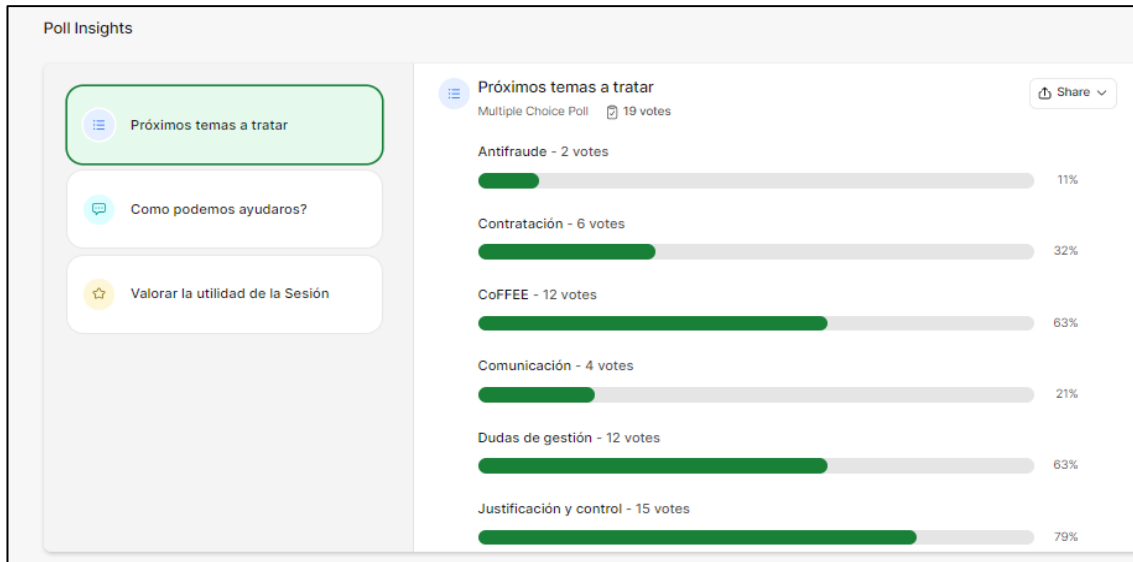 Poll Insights
Próximos temas a tratar
Como podemos ayudaros?
Valorar la utilidad de la Sesión
Próximos temas a tratar
Share
Multiple Choice Poll 19 votes
Antifraude - 2 votes
11%
Contratación - 6 votes
32%
CoFFEE - 12 votes
63%
Comunicación - 4 votes
21%
Dudas de gestión - 12 votes
63%
Justificación y control - 15 votes
79%